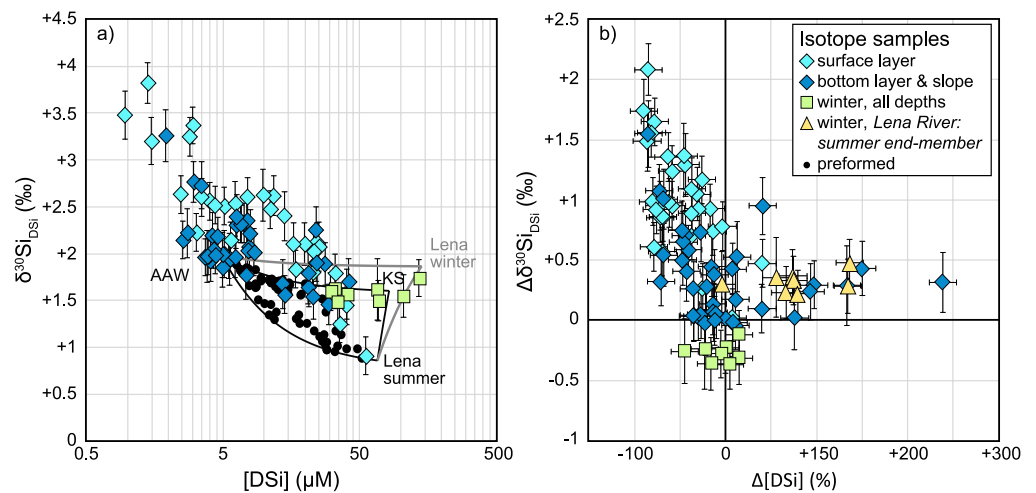 a)
+4.5
+4
+3.5
+3
+2.5
+2
+1.5
+1
+0.5
0
δ³⁰Si_DSi (‰)
AAW
Lena
winter
KS
Lena
summer
0.5
5
50
500
[DSi] (µM)
b)
Isotope samples
surface layer
bottom layer & slope
winter, all depths
winter, Lena River:
summer end-member
preformed
+2.5
+2
+1.5
+1
+0.5
0
-0.5
-1
Δδ³⁰Si_DSi (‰)
-100
0
+150
+200
+300
Δ[DSi] (%)